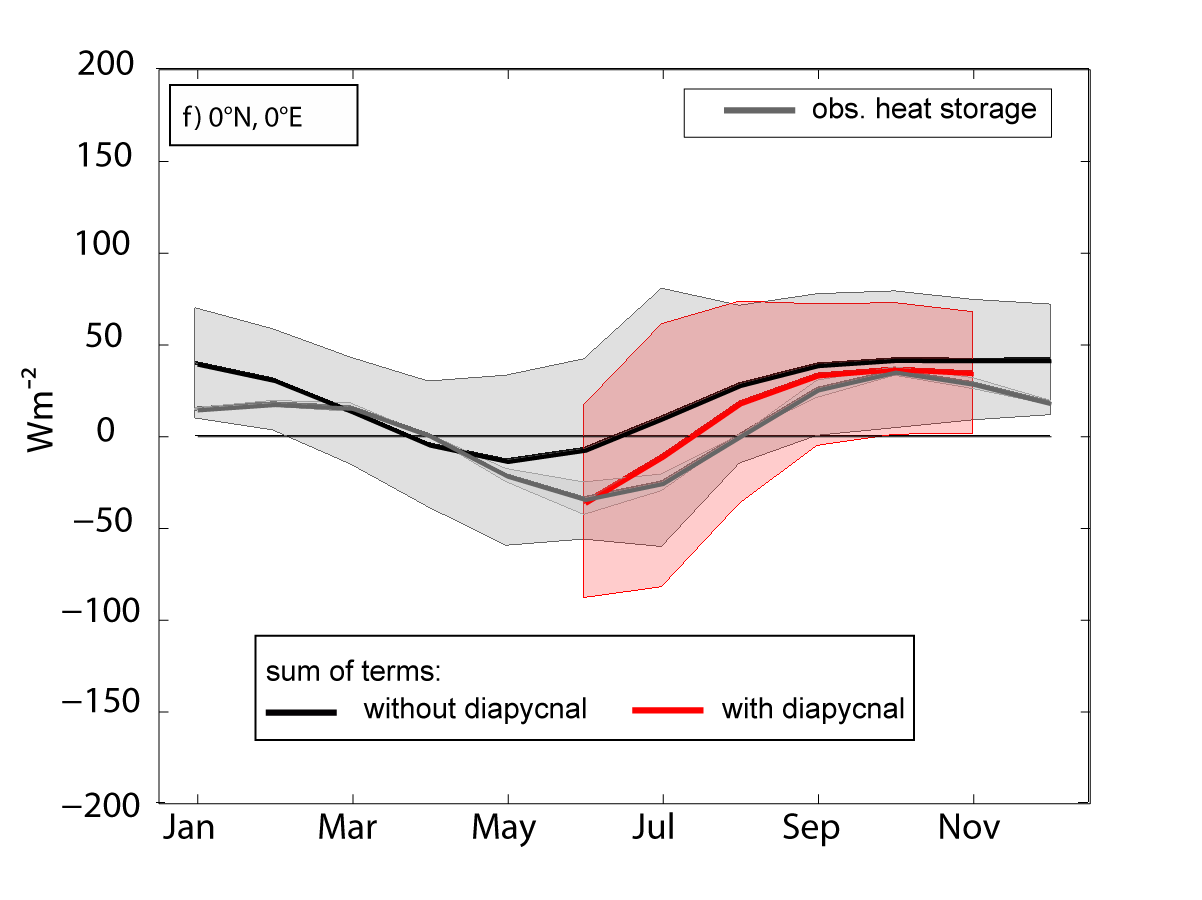 200
f) 0°N, 0°E
obs. heat storage
150
100
50
0
−50
−100
−150
−200
Wm⁻²
sum of terms:
without diapycnal
with diapycnal
Jan Mar May Jul Sep Nov